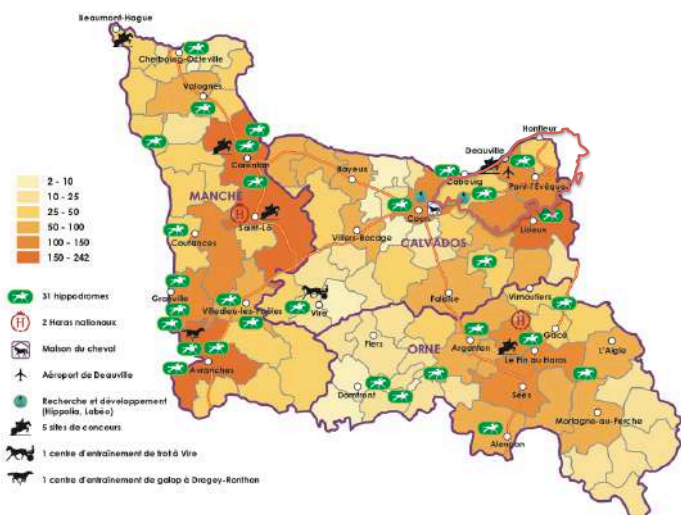 Beaumont-Hague
Cherbourg-Octeville
Valognes
Carentan
MANCHE
Saint-Lô
Coutances
Granville
Villedieu-les-Poêles
Avranches
Bayeux
Villers-Bocage
Caen
CALVADOS
Cabourg
Deauville
Honfleur
Pont-l'Evêque
Lisieux
Falaise
Vire
Vimoutiers
Flers
ORNE
Argentan
Gacé
Le Pin au Haras
L'Aigle
Domfront
Sées
Mortagne-au-Perche
Alençon
2 - 10
10 - 25
25 - 50
50 - 100
100 - 150
150 - 242
31 hippodromes
H
H
H
2 Haras nationaux
Maison du cheval
Aéroport de Deauville
Recherche et développement
(Hippolia, Labéo)
5 sites de concours
1 centre d'entraînement de trot à Vire
1 centre d'entraînement de galop à Dragey-Ronthon